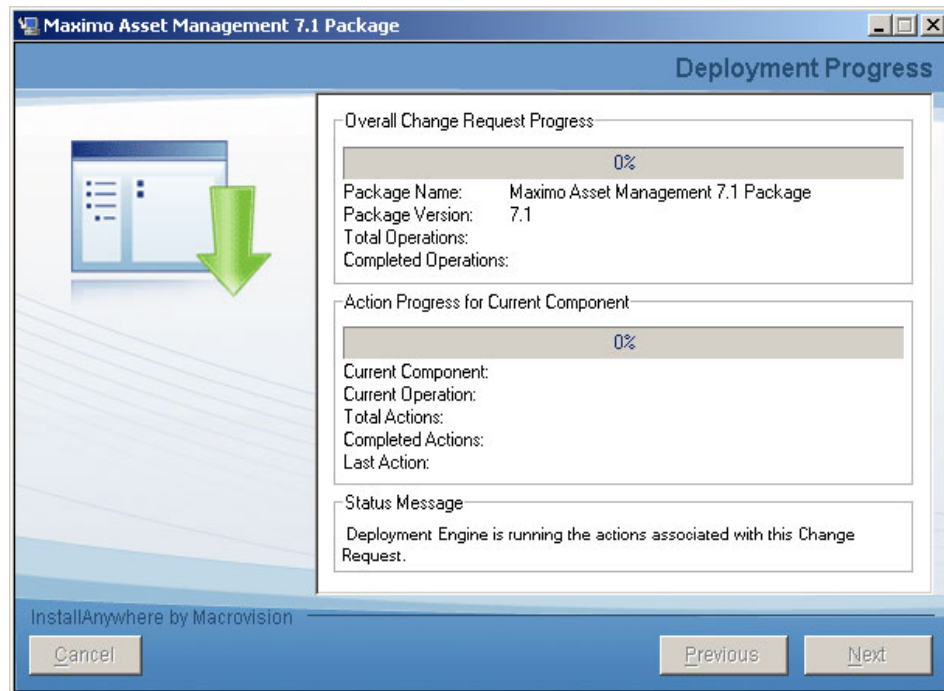 Maximo Asset Management 7.1 Package
Deployment Progress
Overall Change Request Progress
0%
Package Name: Maximo Asset Management 7.1 Package
Package Version: 7.1
Total Operations:
Completed Operations:
Action Progress for Current Component
0%
Current Component:
Current Operation:
Total Actions:
Completed Actions:
Last Action:
Status Message
Deployment Engine is running the actions associated with this Change
Request.
InstallAnywhere by Macrovision
Cancel Previous Next